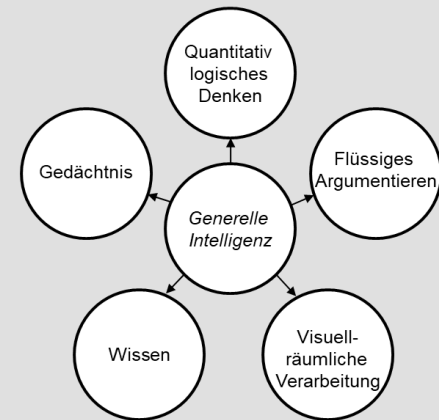 Quantitativ
logisches
Denken
Gedächtnis
Flüssiges
Argumentieren
Generelle
Intelligenz
Wissen
Visuell-
räumliche
Verarbeitung